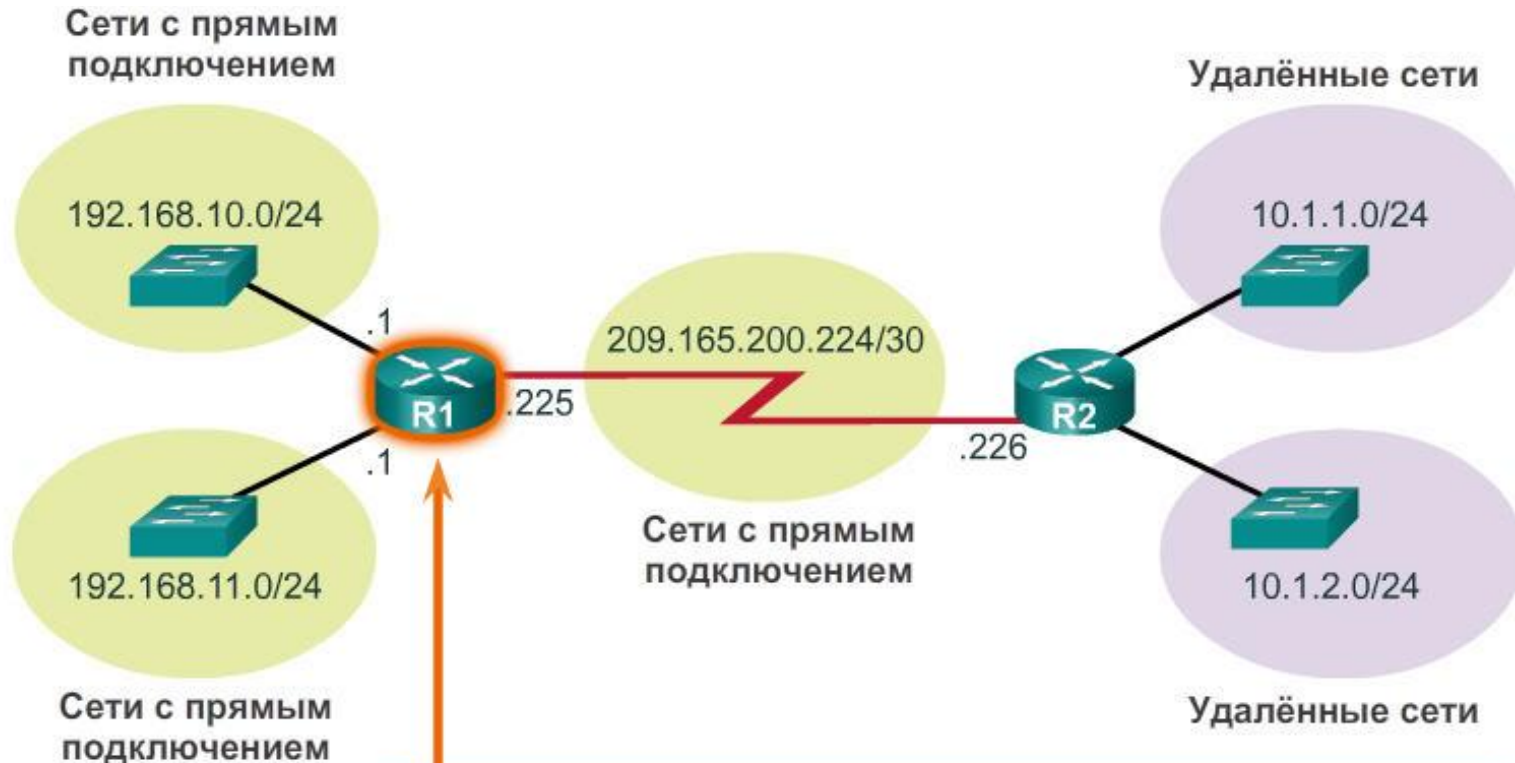 Сети с прямым
подключением
192.168.10.0/24
.1
R1
.1
192.168.11.0/24
Сети с прямым
подключением
209.165.200.224/30
.225
.226
Сети с прямым
подключением
R2
Удалённые сети
10.1.1.0/24
10.1.2.0/24
Удалённые сети